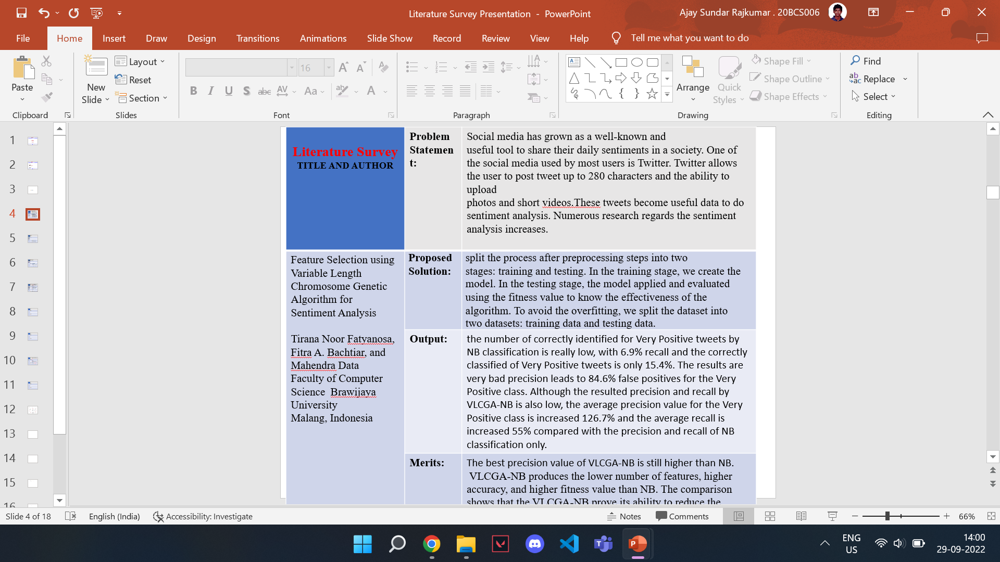 Literature Survey Presentation - PowerPoint
Ajay Sundar Rajkumar . 20BCS006
File
Home
Insert
Draw
Design
Transitions
Animations
Slide Show
Record
Review
View
Help
Tell me what you want to do
Paste
New
Slide
Layout
Reset
Section
16
B I U S abc AV Aa A
Arrange
Quick
Styles
Shape Fill
Shape Outline
Shape Effects
Find
Replace
Select
Clipboard
Slides
Font
Paragraph
Drawing
Editing
1
2
3
4
5
6
7
8
9
10
11
12
13
14
15
16
Literature Survey
TITLE AND AUTHOR
Problem
Statemen
t:
Social media has grown as a well-known and
useful tool to share their daily sentiments in a society. One of
the social media used by most users is Twitter. Twitter allows
the user to post tweet up to 280 characters and the ability to
upload
photos and short videos.These tweets become useful data to do
sentiment analysis. Numerous research regards the sentiment
analysis increases.
Feature Selection using
Variable Length
Chromosome Genetic
Algorithm for
Sentiment Analysis
Tirana Noor Fatyanosa,
Fitra A. Bachtiar, and
Mahendra Data
Faculty of Computer
Science Brawijaya
University
Malang, Indonesia
Proposed
Solution:
split the process after preprocessing steps into two
stages: training and testing. In the training stage, we create the
model. In the testing stage, the model applied and evaluated
using the fitness value to know the effectiveness of the
algorithm. To avoid the overfitting, we split the dataset into
two datasets: training data and testing data.
Output:
the number of correctly identified for Very Positive tweets by
NB classification is really low, with 6.9% recall and the correctly
classified of Very Positive tweets is only 15.4%. The results are
very bad precision leads to 84.6% false positives for the Very
Positive class. Although the resulted precision and recall by
VLCGA-NB is also low, the average precision value for the Very
Positive class is increased 126.7% and the average recall is
increased 55% compared with the precision and recall of NB
classification only.
Merits:
The best precision value of VLCGA-NB is still higher than NB.
VLCGA-NB produces the lower number of features, higher
accuracy, and higher fitness value than NB. The comparison
shows that the VLCGA-NB prove its ability to reduce the
Slide 4 of 18
English (India)
Accessibility: Investigate
Notes
Comments
66%
ENG
US
14:00
29-09-2022